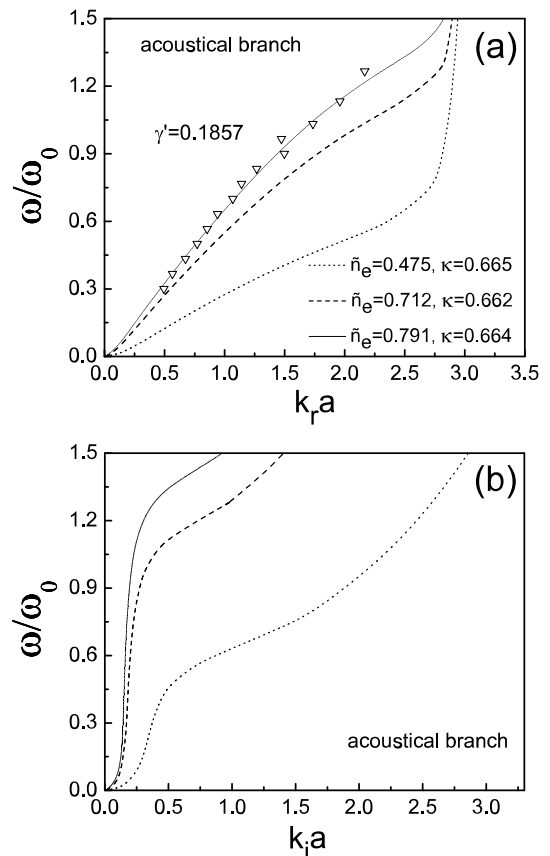 1.5
acoustical branch
(a)
1.2
γ'=0.1857
0.9
ω/ω₀
0.6
ñₑ=0.475, κ=0.665
0.3
ñₑ=0.712, κ=0.662
ñₑ=0.791, κ=0.664
0.0
0.0 0.5 1.0 1.5 2.0 2.5 3.0 3.5
kᵣa
1.5
(b)
1.2
0.9
ω/ω₀
0.6
0.3
acoustical branch
0.0
0.0 0.5 1.0 1.5 2.0 2.5 3.0
kᵢa